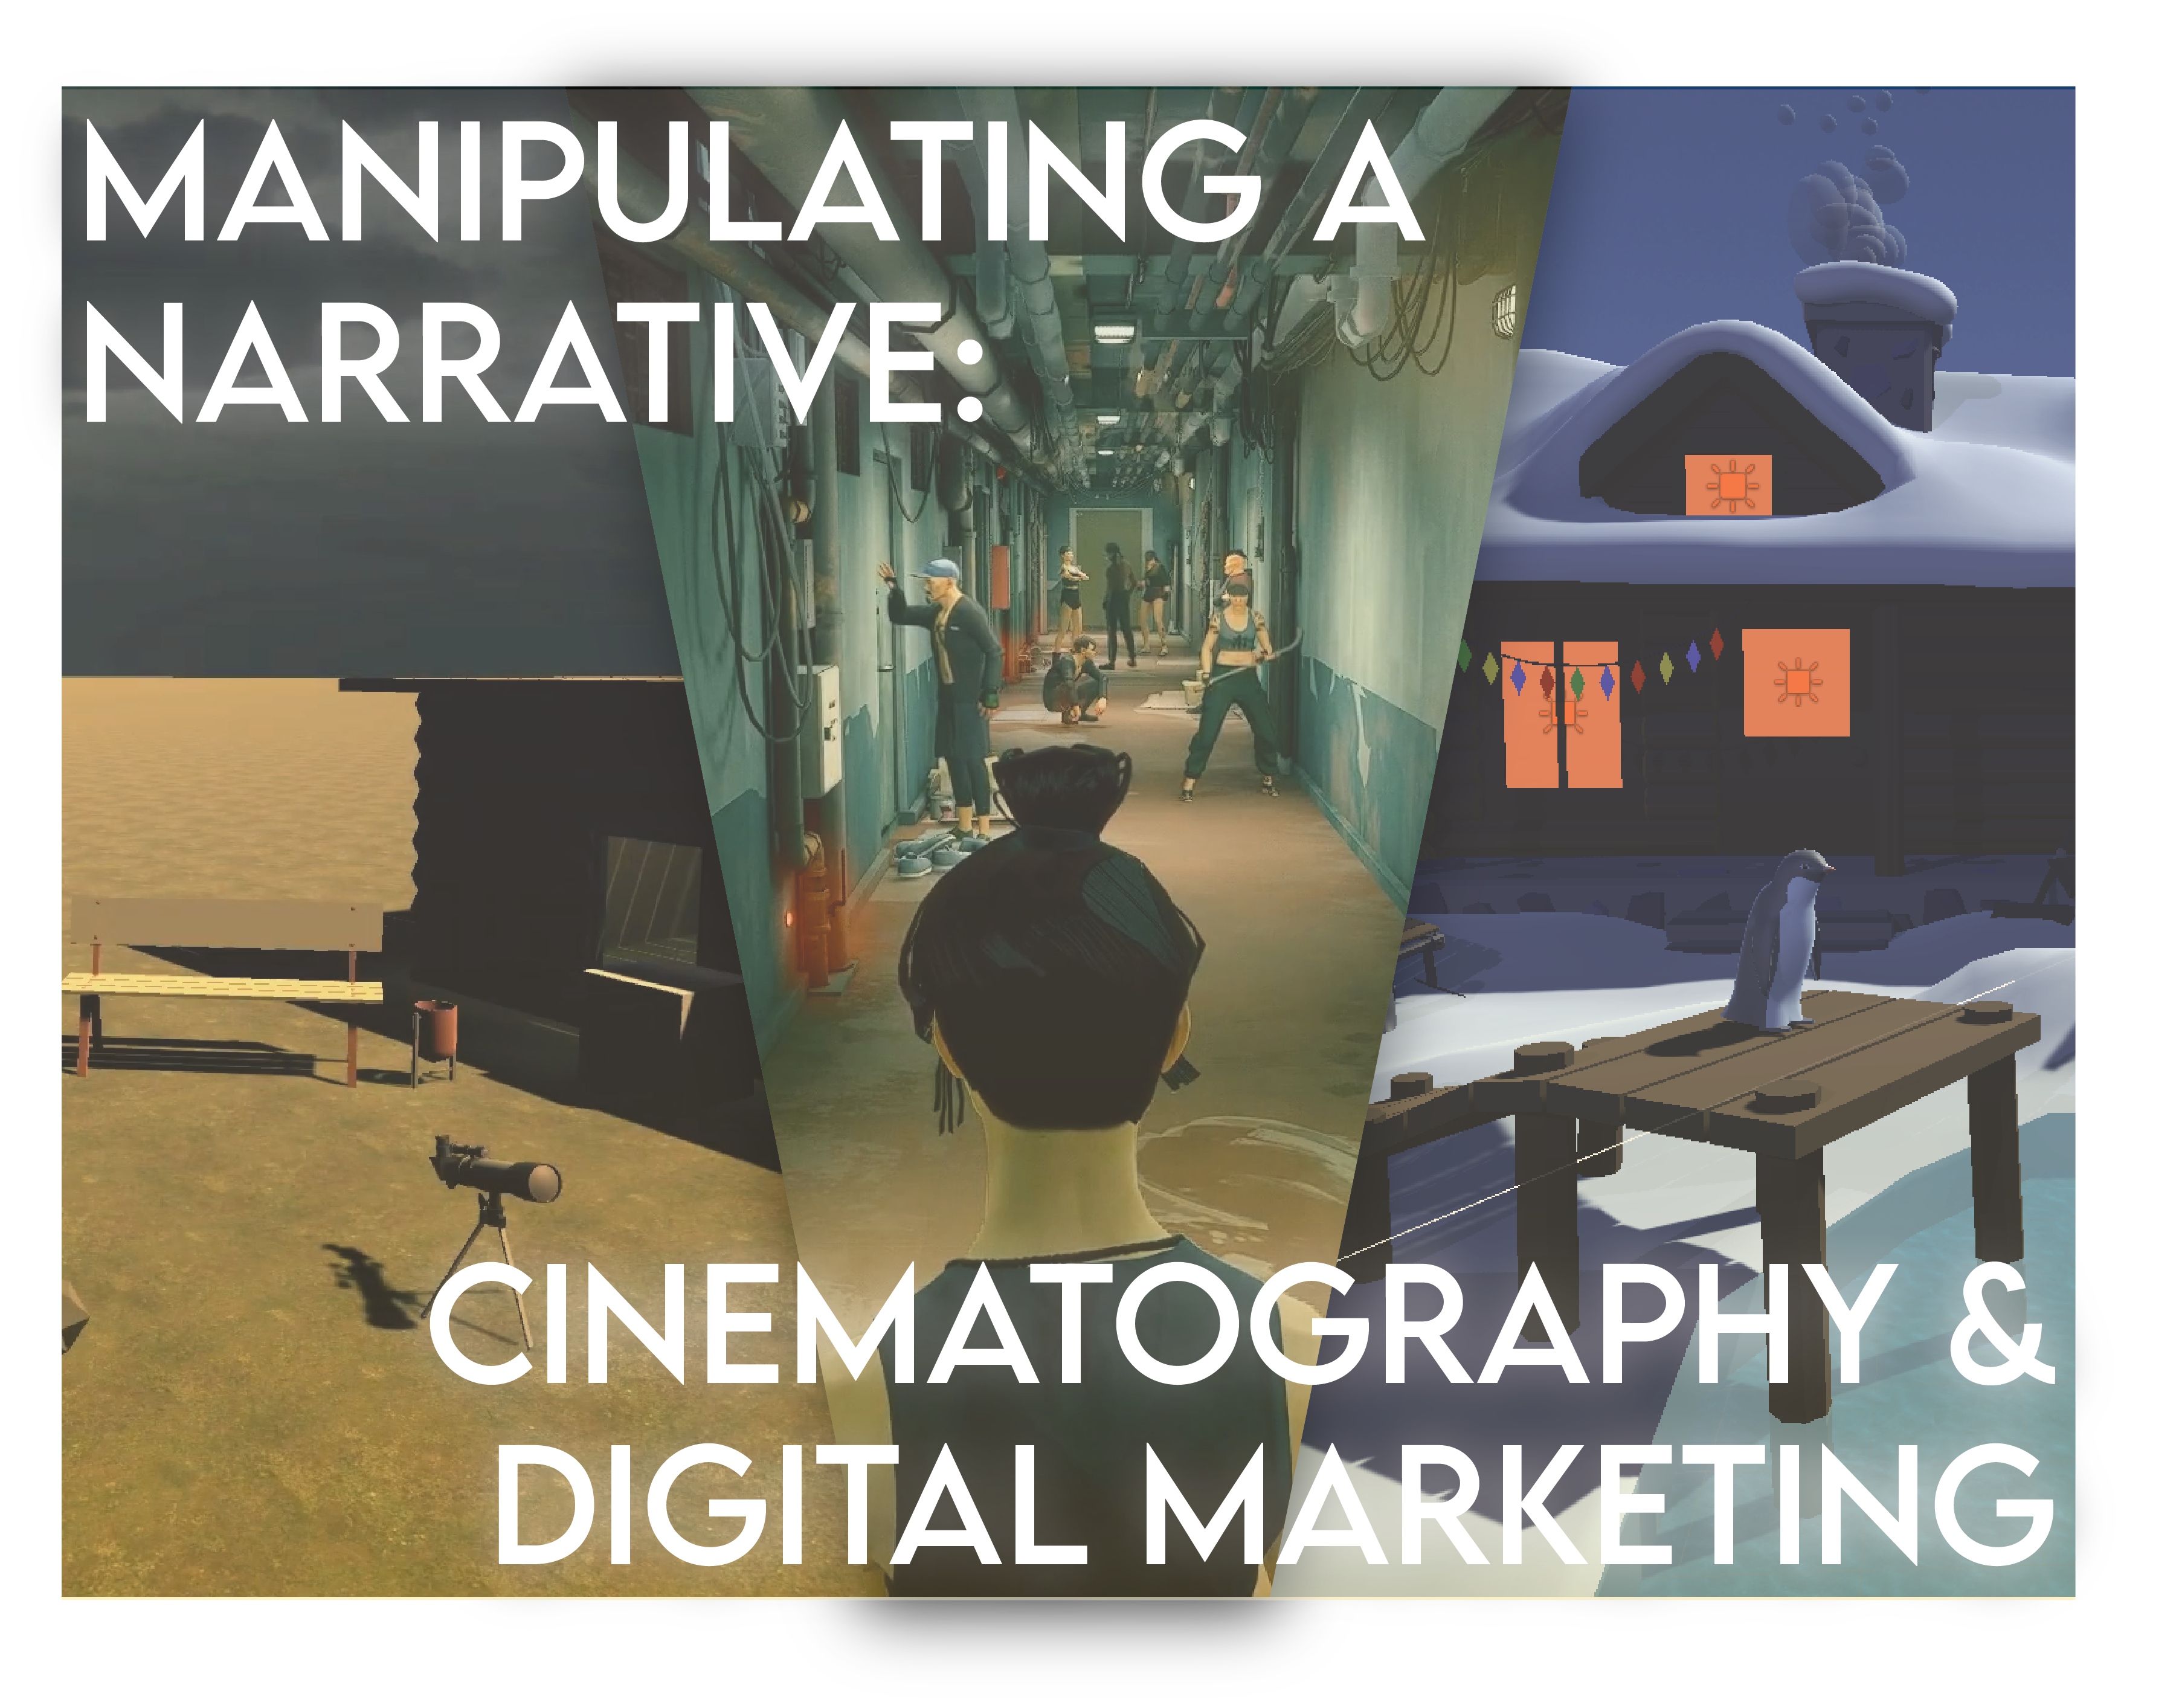 MANIPULATING A
NARRATIVE:
CINEMATOGRAPHY &
DIGITAL MARKETING